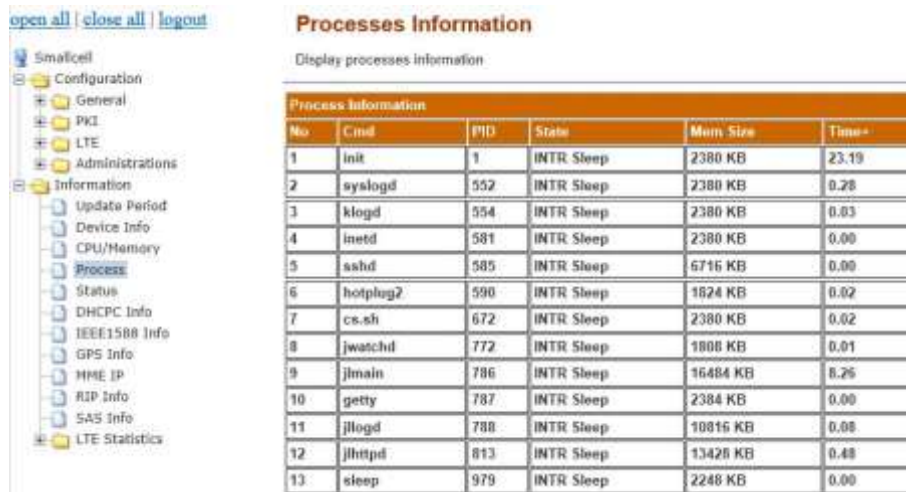 open all | close all | logout
Smallcell
Configuration
General
PKI
LTE
Administrations
Information
Update Period
Device Info
CPU/Memory
Process
Status
DHCPC Info
IEEE1588 Info
GPS Info
MME IP
RIP Info
SAS Info
LTE Statistics
Processes Information
Display processes information
Process Information
No Cmd PID State Mem Size Time+
1 init 1 INTR Sleep 2380 KB 23.19
2 syslogd 552 INTR Sleep 2380 KB 0.28
3 klogd 554 INTR Sleep 2380 KB 0.03
4 inetd 581 INTR Sleep 2380 KB 0.00
5 sshd 585 INTR Sleep 6716 KB 0.00
6 hotplug2 590 INTR Sleep 1824 KB 0.02
7 cs.sh 672 INTR Sleep 2380 KB 0.02
8 jwatchd 772 INTR Sleep 1808 KB 0.01
9 jlmain 786 INTR Sleep 16484 KB 8.26
10 getty 787 INTR Sleep 2384 KB 0.00
11 jllogd 788 INTR Sleep 10816 KB 0.08
12 jlhttpd 813 INTR Sleep 13428 KB 0.48
13 sleep 979 INTR Sleep 2248 KB 0.00